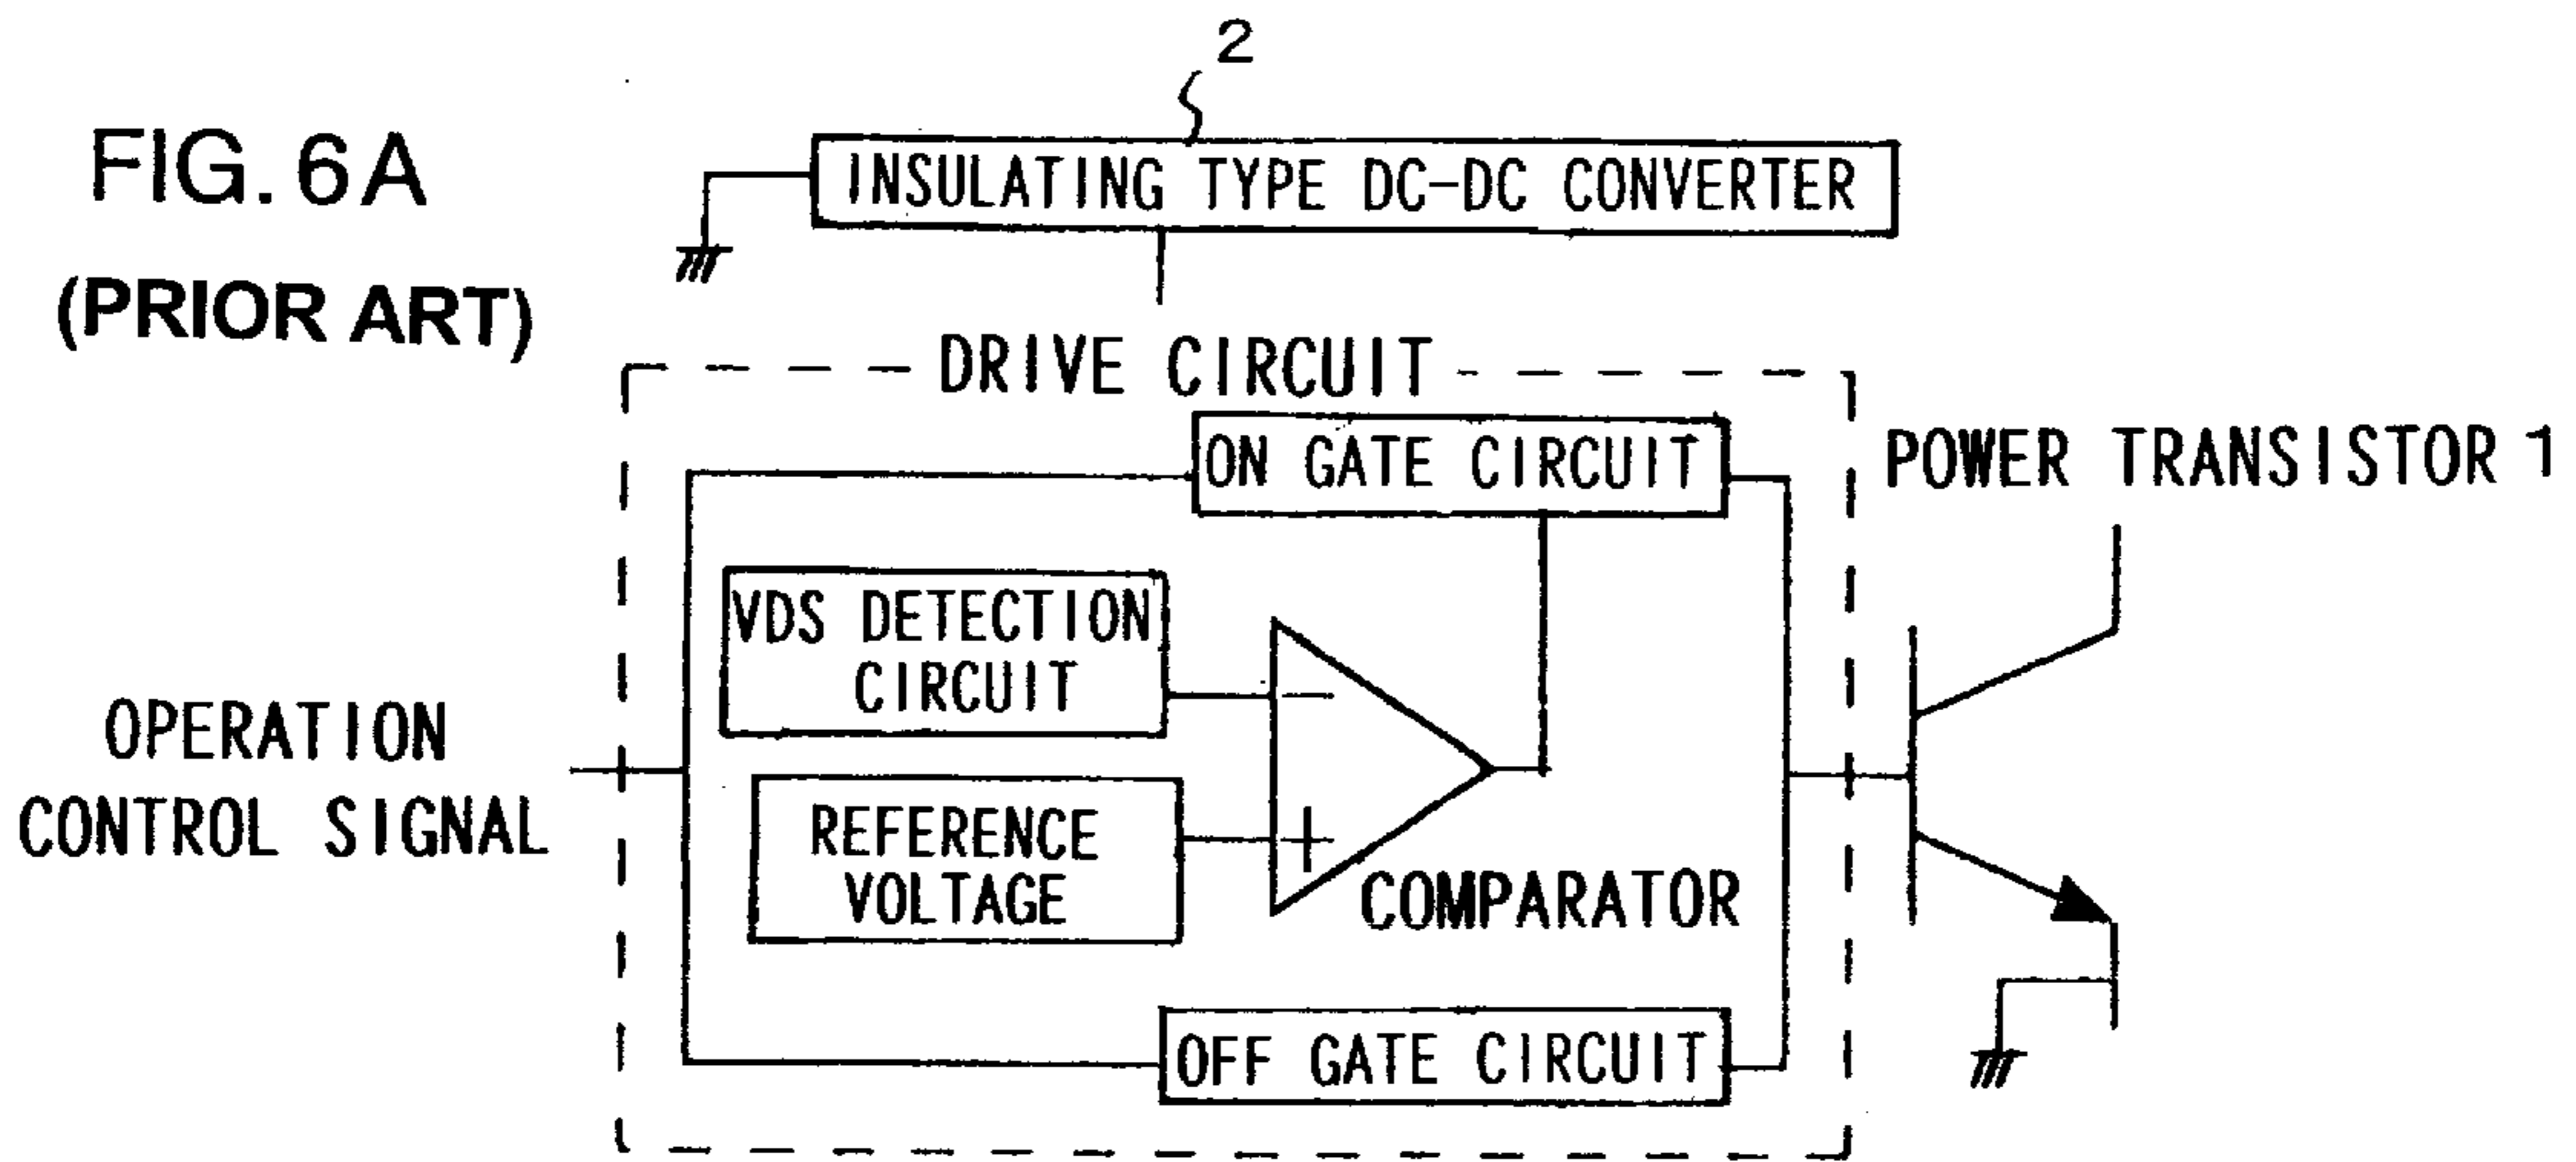 FIG. 6A
(PRIOR ART)
2
INSULATING TYPE DC-DC CONVERTER
DRIVE CIRCUIT
ON GATE CIRCUIT
POWER TRANSISTOR 1
VDS DETECTION
CIRCUIT
−
OPERATION
CONTROL SIGNAL
REFERENCE
VOLTAGE
+
COMPARATOR
OFF GATE CIRCUIT